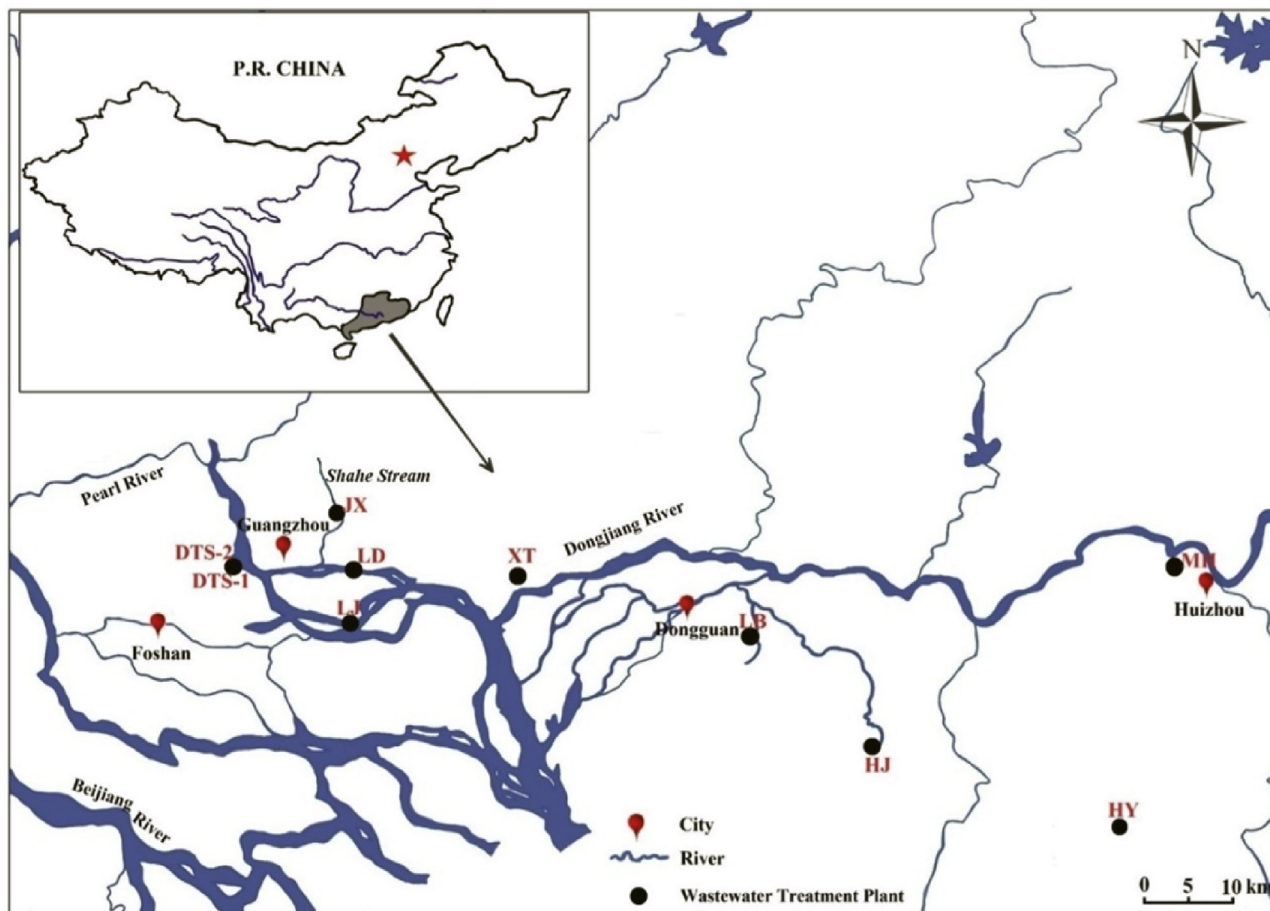 P.R. CHINA
N
Shahe Stream
Pearl River
JX
Guangzhou
DTS-2
DTS-1
LD
XT
Dongjiang River
LJ
MH
Huizhou
Foshan
Dongguan
LB
HJ
Beijiang River
HY
City
River
Wastewater Treatment Plant
0 5 10 km